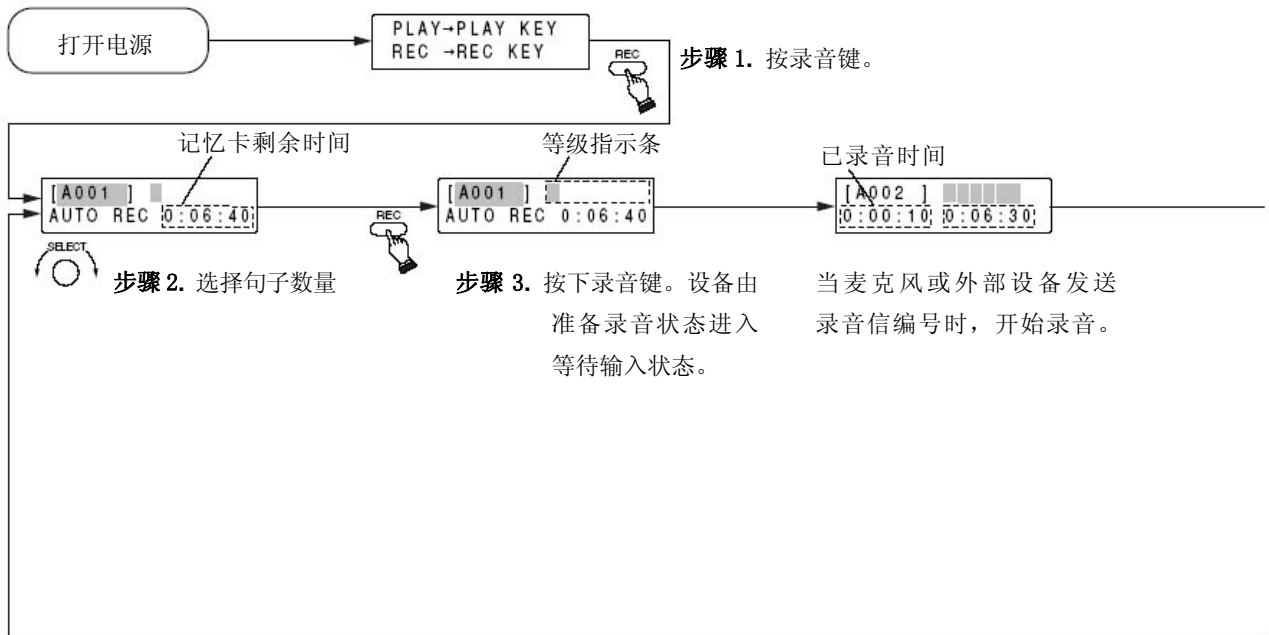 打开电源
PLAY→PLAY KEY
REC →REC KEY
REC
步骤 1. 按录音键。
记忆卡剩余时间
等级指示条
已录音时间
[A001 ]
AUTO REC 0:06:40
[A001 ]
AUTO REC 0:06:40
[A002 ]
0:00:10 0:06:30
REC
SELECT
步骤 2. 选择句子数量
步骤 3. 按下录音键。设备由
准备录音状态进入
等待输入状态。
当麦克风或外部设备发送
录音信编号时，开始录音。